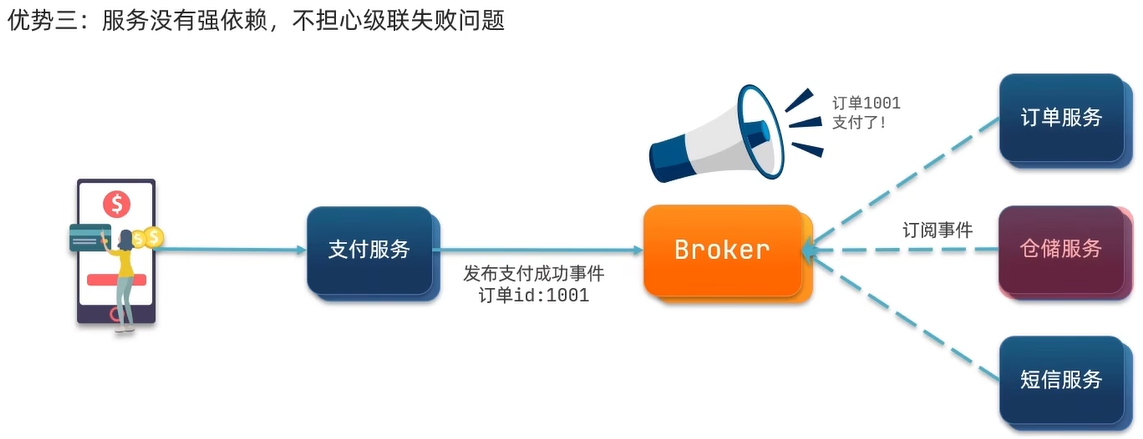 优势三：服务没有强依赖，不担心级联失败问题
订单1001
支付了!
订单服务
支付服务
发布支付成功事件
订单id:1001
Broker
订阅事件
仓储服务
短信服务
$
$
$